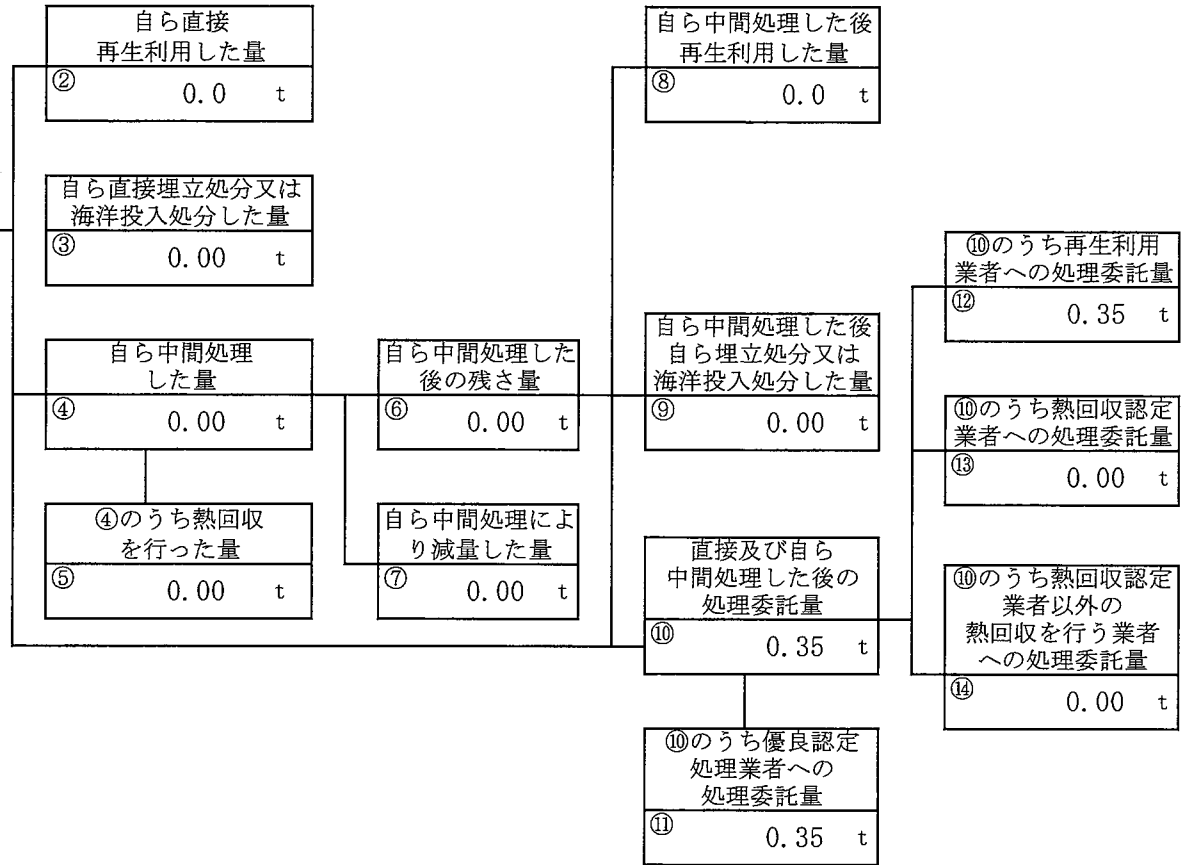 自ら直接
再生利用した量
② 0.0 t
自ら直接埋立処分又は
海洋投入処分した量
③ 0.00 t
自ら中間処理
した量
④ 0.00 t
④のうち熱回収
を行った量
⑤ 0.00 t
自ら中間処理した
後の残さ量
⑥ 0.00 t
自ら中間処理によ
り減量した量
⑦ 0.00 t
自ら中間処理した後
再生利用した量
⑧ 0.0 t
自ら中間処理した後
自ら埋立処分又は
海洋投入処分した量
⑨ 0.00 t
直接及び自ら
中間処理した後の
処理委託量
⑩ 0.35 t
⑩のうち優良認定
処理業者への
処理委託量
⑪ 0.35 t
⑩のうち再生利用
業者への処理委託量
⑫ 0.35 t
⑩のうち熱回収認定
業者への処理委託量
⑬ 0.00 t
⑩のうち熱回収認定
業者以外の
熱回収を行う業者
への処理委託量
⑭ 0.00 t